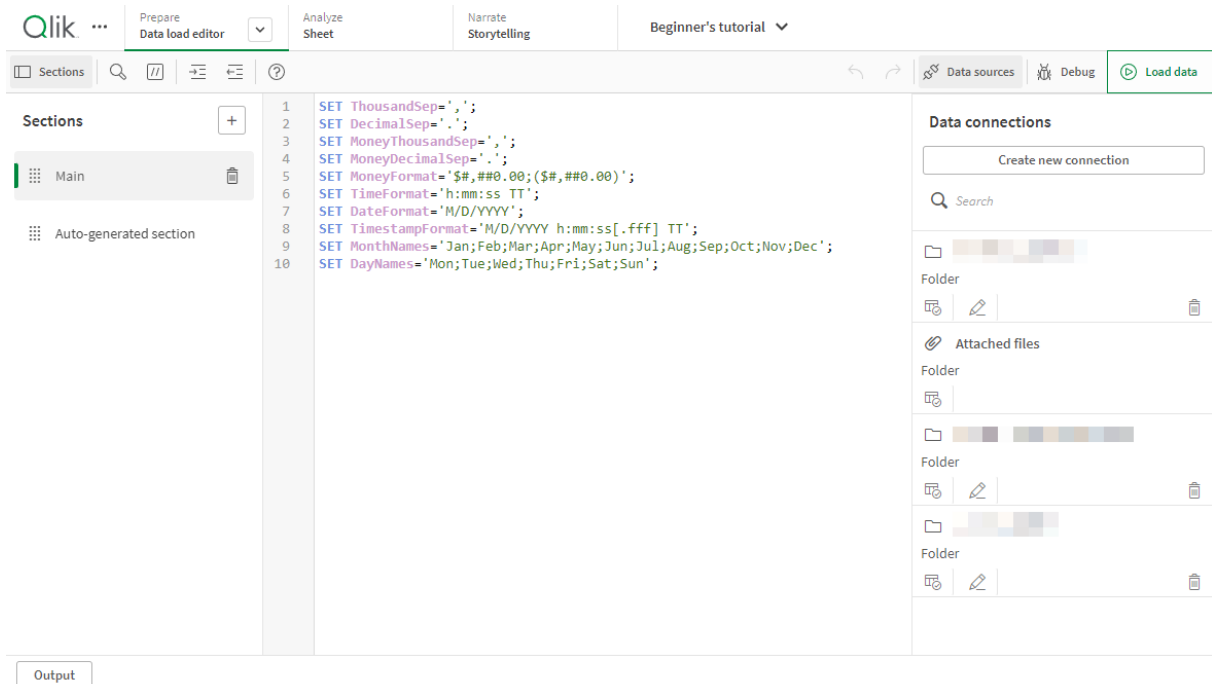 Qlik
Prepare
Data load editor
Analyze
Sheet
Narrate
Storytelling
Beginner's tutorial
Sections
//
?
Data sources
Debug
Load data
Sections
+
Main
Auto-generated section
1 SET ThousandSep=',';
2 SET DecimalSep='.';
3 SET MoneyThousandSep=',';
4 SET MoneyDecimalSep='.';
5 SET MoneyFormat='$#,##0.00;($#,##0.00)';
6 SET TimeFormat='h:mm:ss TT';
7 SET DateFormat='M/D/YYYY';
8 SET TimestampFormat='M/D/YYYY h:mm:ss[.fff] TT';
9 SET MonthNames='Jan;Feb;Mar;Apr;May;Jun;Jul;Aug;Sep;Oct;Nov;Dec';
10 SET DayNames='Mon;Tue;Wed;Thu;Fri;Sat;Sun';
Data connections
Create new connection
Search
Folder
Attached files
Folder
Folder
Folder
Output